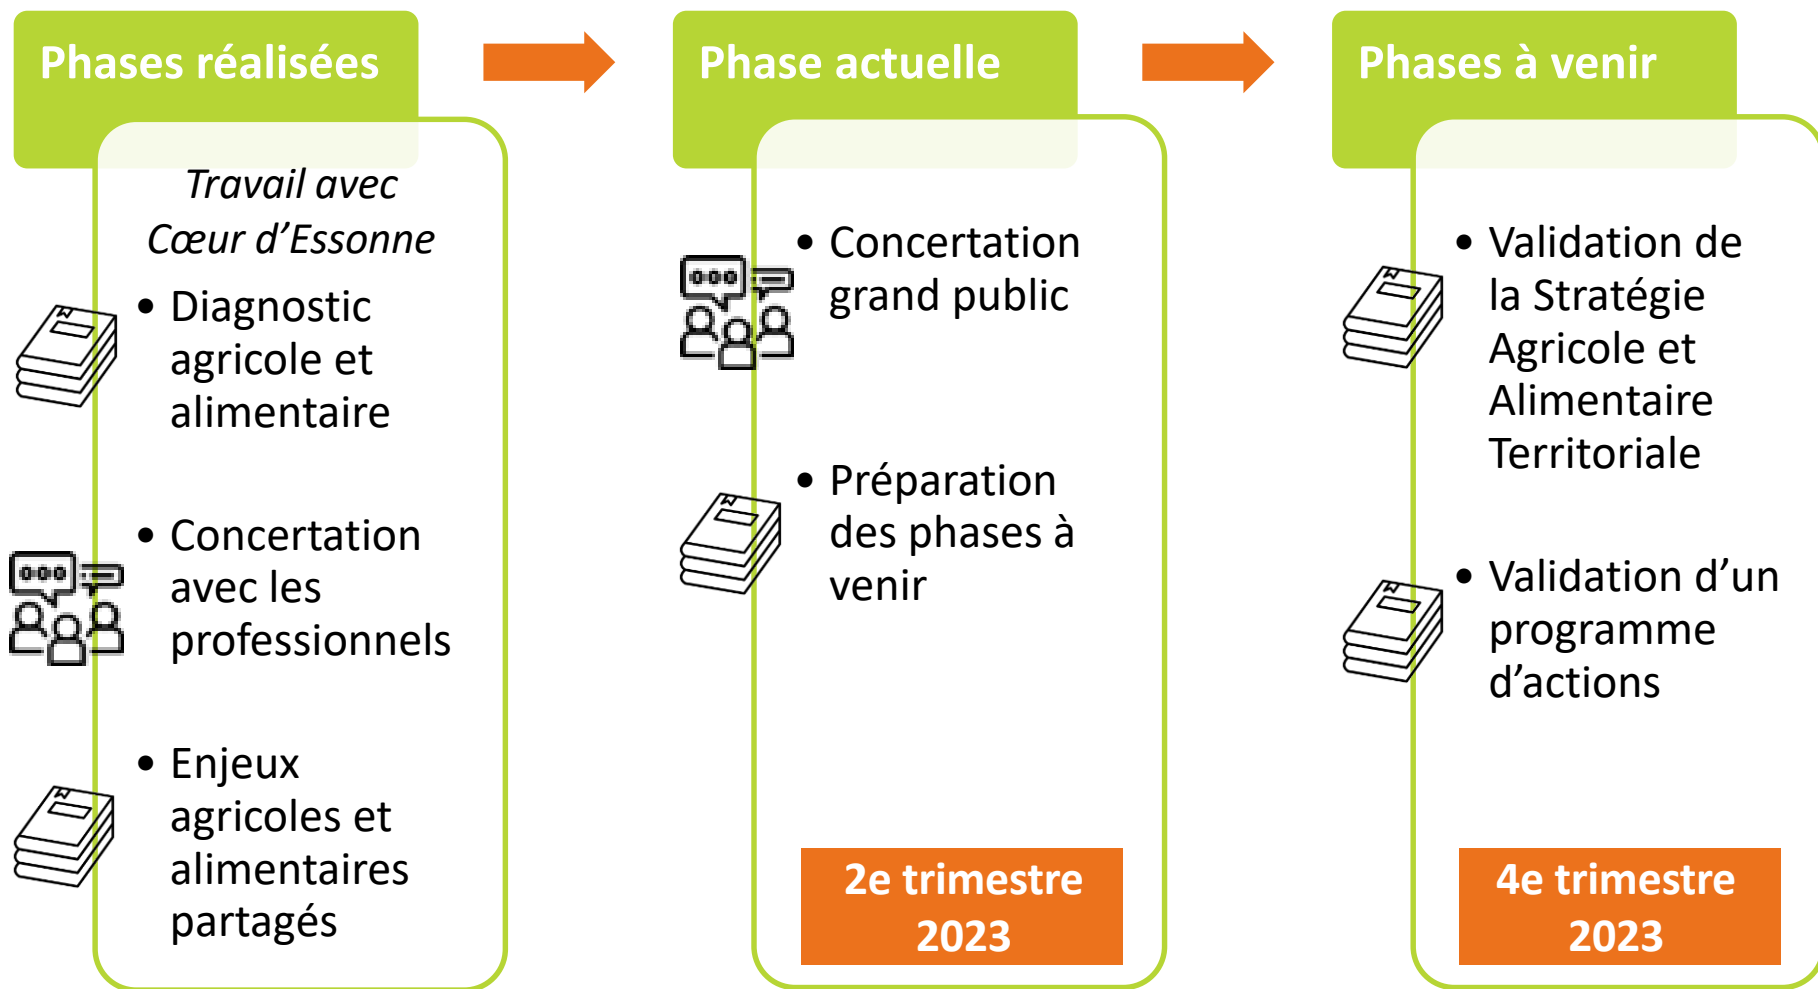 Phases réalisées
Travail avec
Cœur d'Essonne
• Diagnostic
agricole et
alimentaire
• Concertation
avec les
professionnels
• Enjeux
agricoles et
alimentaires
partagés
Phase actuelle
• Concertation
grand public
• Préparation
des phases à
venir
2e trimestre
2023
Phases à venir
• Validation de
la Stratégie
Agricole et
Alimentaire
Territoriale
• Validation d'un
programme
d'actions
4e trimestre
2023